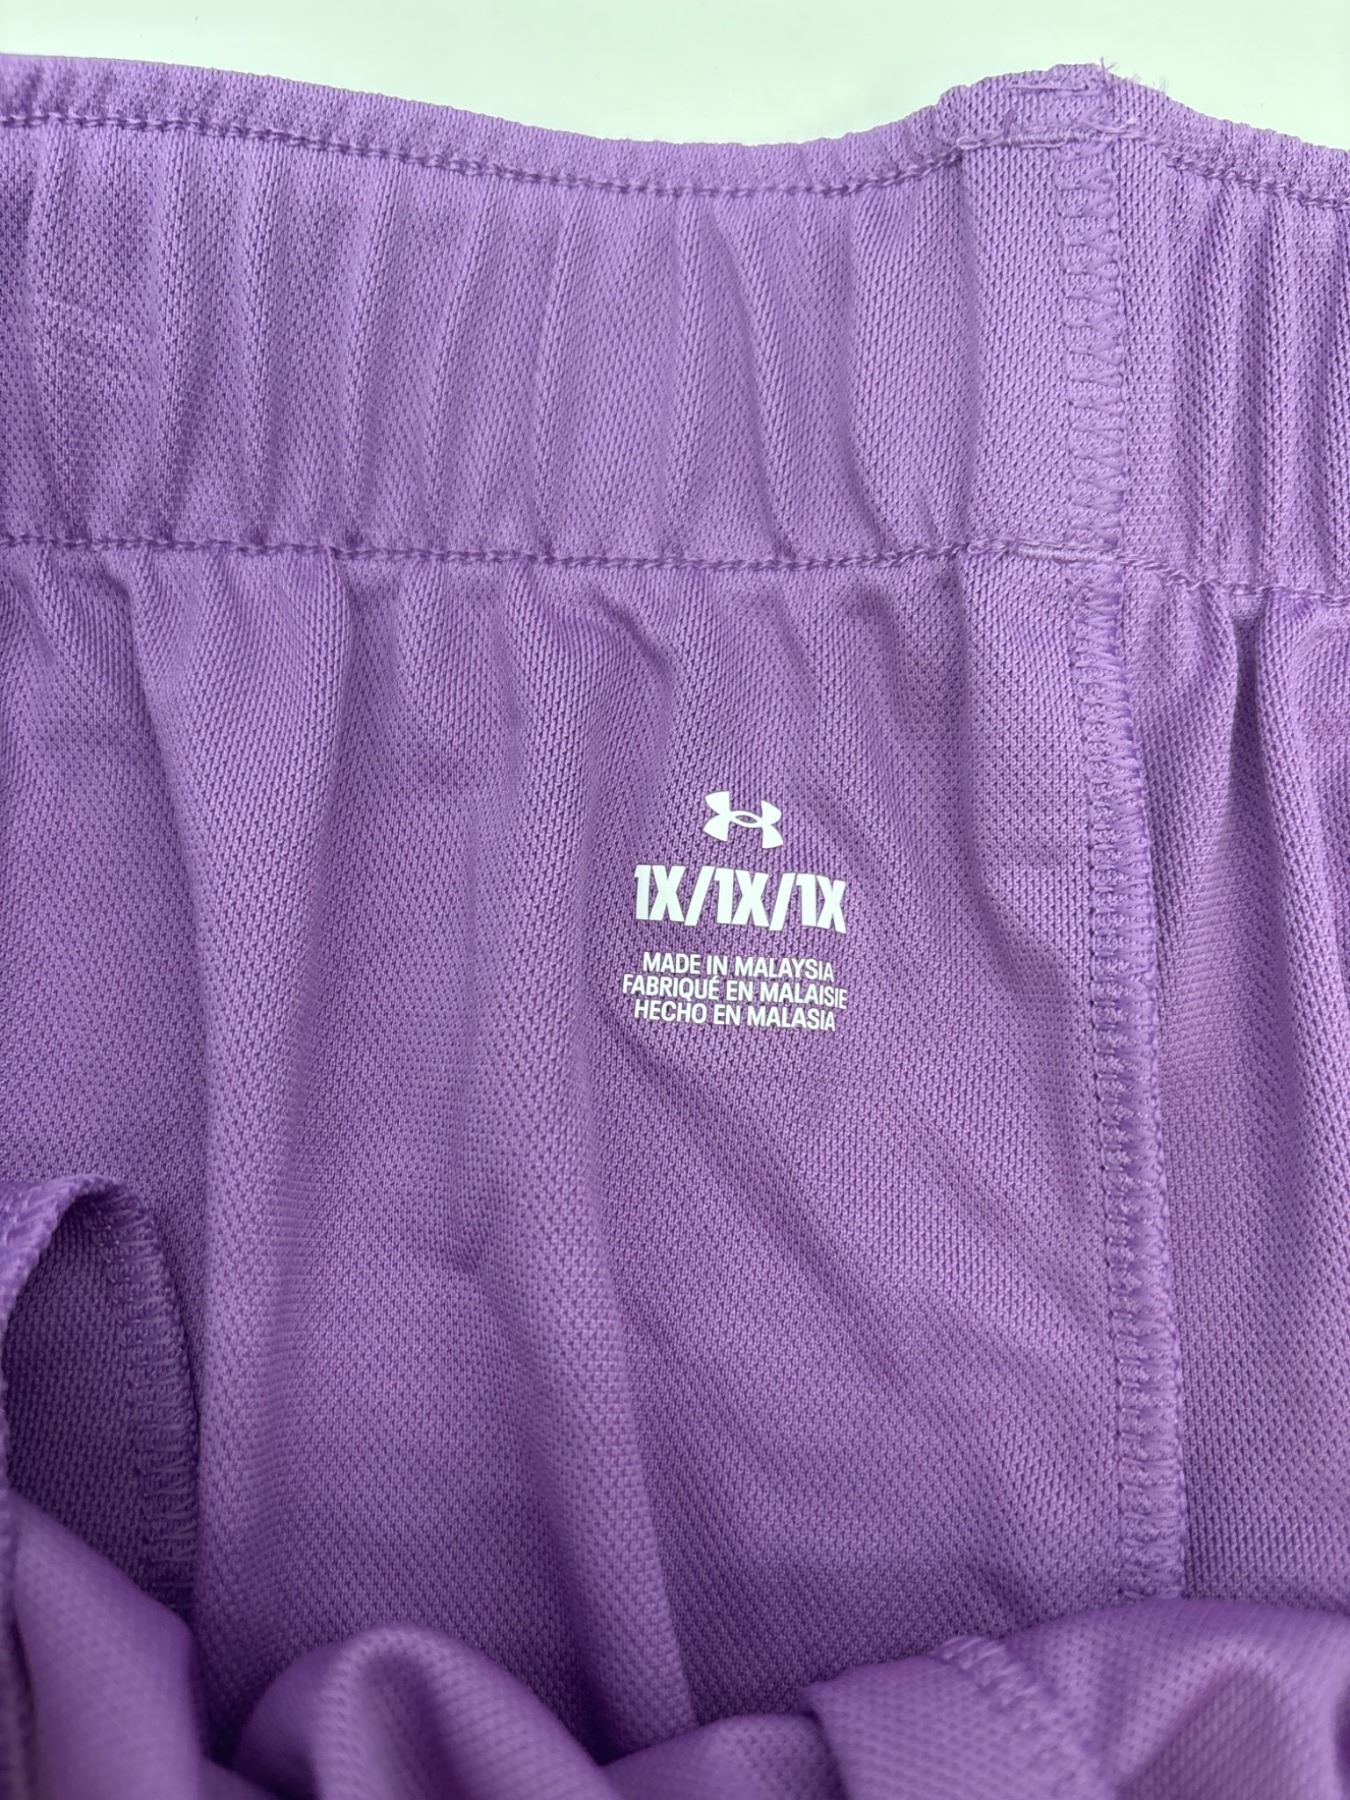 1X/1X/1X
MADE IN MALAYSIA
FABRIQUÉ EN MALAISIE
HECHO EN MALASIA